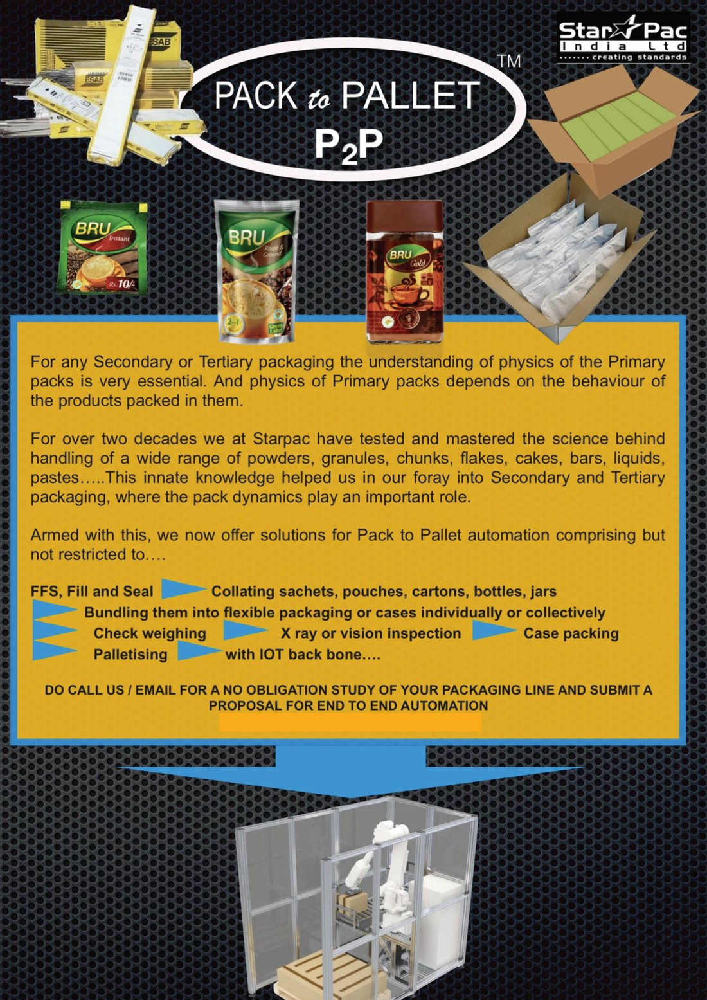 Star Pac
India Ltd
creating standards
TM
PACK to PALLET
P2P
ESAB
ESAB
BRU
Instant
Rs. 10/-
BRU
Roast &
Ground
2 in 1
Green
Label
BRU
Gold
For any Secondary or Tertiary packaging the understanding of physics of the Primary
packs is very essential. And physics of Primary packs depends on the behaviour of
the products packed in them.
For over two decades we at Starpac have tested and mastered the science behind
handling of a wide range of powders, granules, chunks, flakes, cakes, bars, liquids,
pastes…..This innate knowledge helped us in our foray into Secondary and Tertiary
packaging, where the pack dynamics play an important role.
Armed with this, we now offer solutions for Pack to Pallet automation comprising but
not restricted to….
FFS, Fill and Seal Collating sachets, pouches, cartons, bottles, jars
Bundling them into flexible packaging or cases individually or collectively
Check weighing X ray or vision inspection Case packing
Palletising with IOT back bone….
DO CALL US / EMAIL FOR A NO OBLIGATION STUDY OF YOUR PACKAGING LINE AND SUBMIT A
PROPOSAL FOR END TO END AUTOMATION